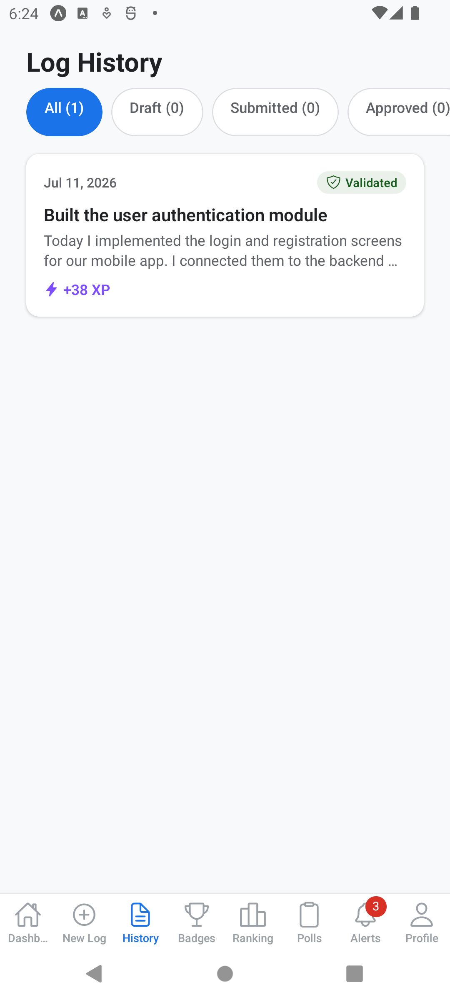 6:24
Log History
All (1)
Draft (0)
Submitted (0)
Approved (0)
Jul 11, 2026
Validated
Built the user authentication module
Today I implemented the login and registration screens
for our mobile app. I connected them to the backend ...
+38 XP
3
Dashb...
New Log
History
Badges
Ranking
Polls
Alerts
Profile